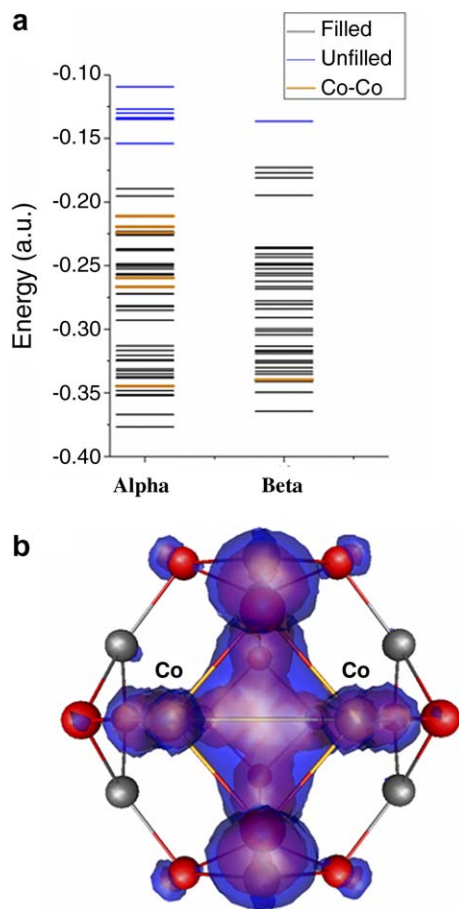 a
Filled
Unfilled
Co-Co
-0.10
-0.15
-0.20
-0.25
-0.30
-0.35
-0.40
Energy (a.u.)
Alpha Beta
b
Co Co